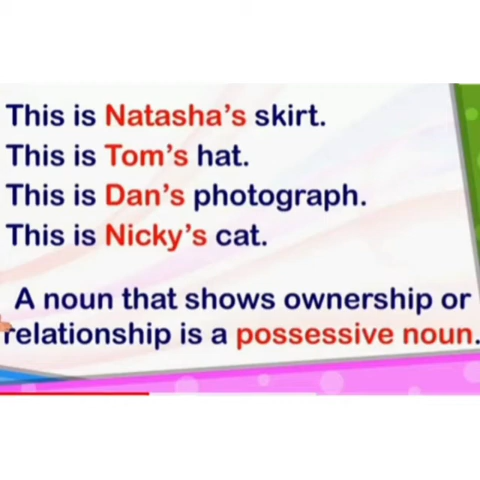 This is Natasha's skirt.
This is Tom's hat.
This is Dan's photograph.
This is Nicky's cat.
A noun that shows ownership or
relationship is a possessive noun.